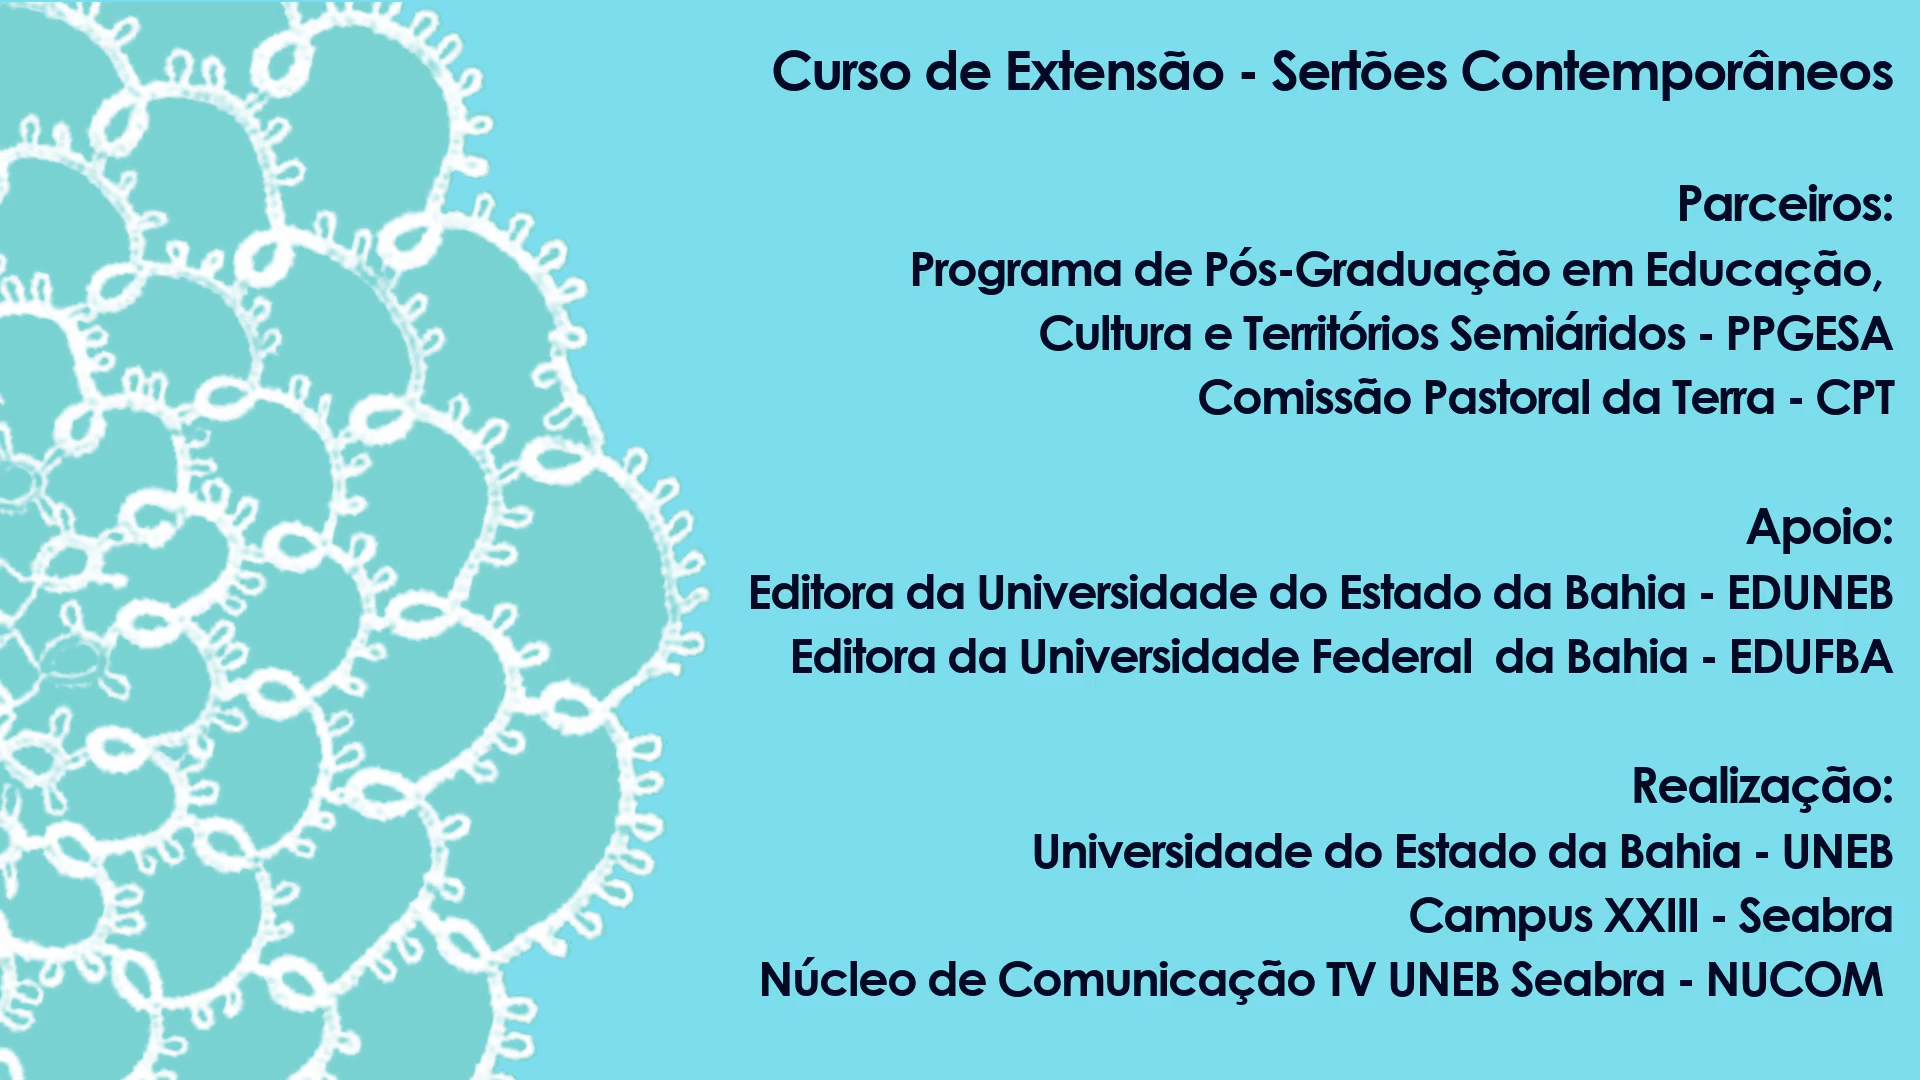 Curso de Extensão - Sertões Contemporâneos
Parceiros:
Programa de Pós-Graduação em Educação,
Cultura e Territórios Semiáridos - PPGESA
Comissão Pastoral da Terra - CPT
Apoio:
Editora da Universidade do Estado da Bahia - EDUNEB
Editora da Universidade Federal da Bahia - EDUFBA
Realização:
Universidade do Estado da Bahia - UNEB
Campus XXIII - Seabra
Núcleo de Comunicação TV UNEB Seabra - NUCOM